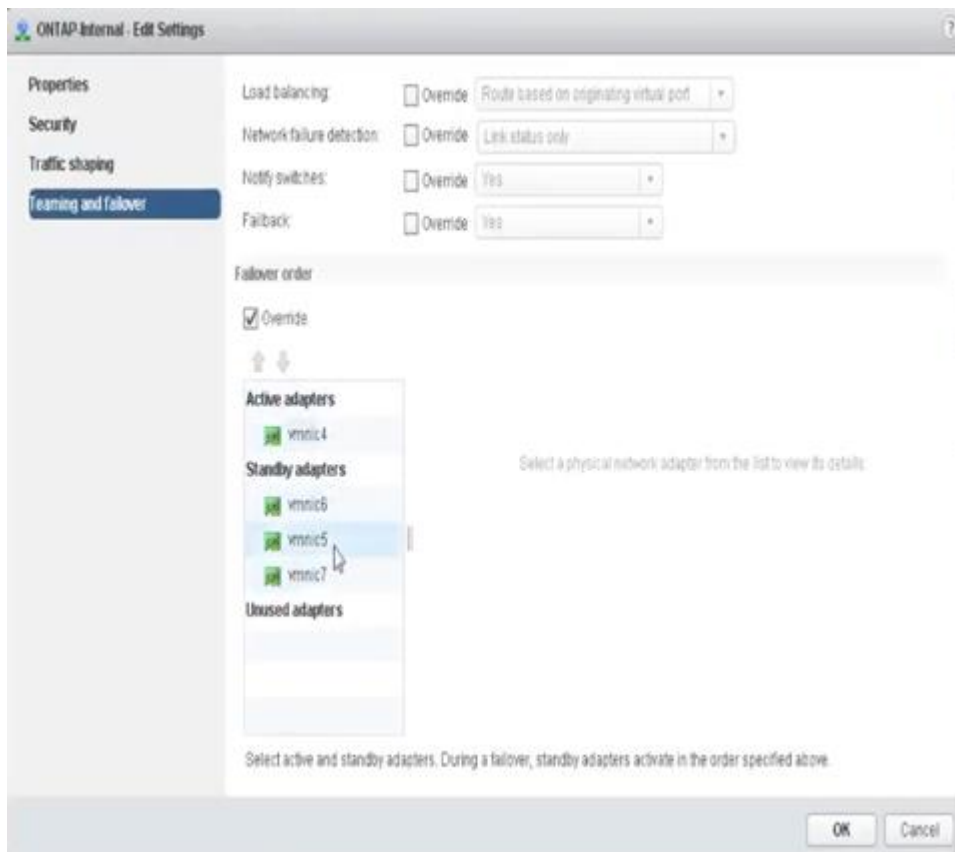 ONTAP-Internal - Edit Settings
?
Properties
Security
Traffic shaping
Teaming and failover
Load balancing: Override Route based on originating virtual port
Network failure detection: Override Link status only
Notify switches: Override Yes
Failback: Override Yes
Failover order
Override
Active adapters
vmnic4
Standby adapters
vmnic6
vmnic5
vmnic7
Unused adapters
Select a physical network adapter from the list to view its details.
Select active and standby adapters. During a failover, standby adapters activate in the order specified above.
OK Cancel